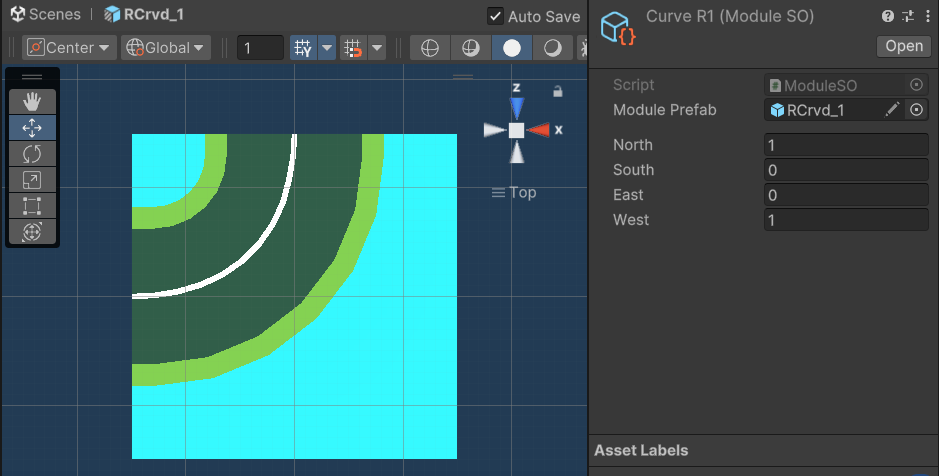 Scenes RCrvd_1
Auto Save
Center Global 1
z
x
Top
Curve R1 (Module SO)
Open
Script ModuleSO
Module Prefab RCrvd_1
North 1
South 0
East 0
West 1
Asset Labels